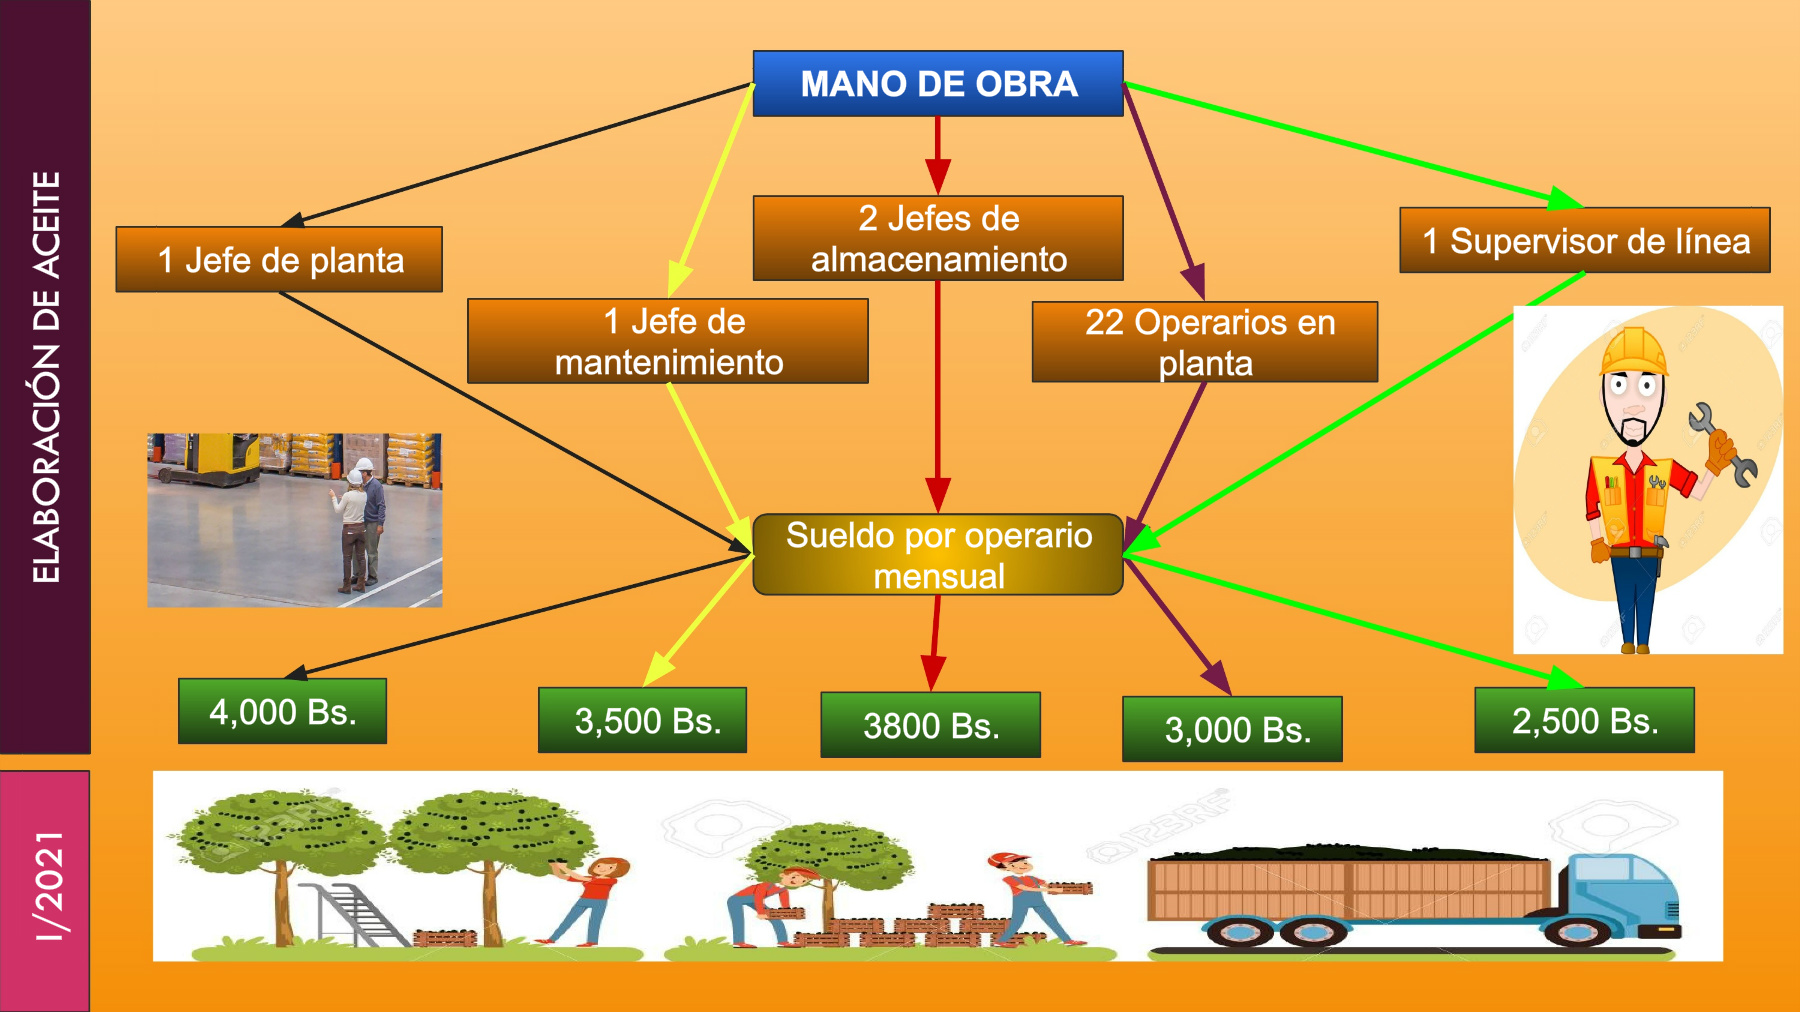 ELABORACIÓN DE ACEITE
I/2021
MANO DE OBRA
1 Jefe de planta
1 Jefe de
mantenimiento
2 Jefes de
almacenamiento
22 Operarios en
planta
1 Supervisor de línea
Sueldo por operario
mensual
4,000 Bs.
3,500 Bs.
3800 Bs.
3,000 Bs.
2,500 Bs.